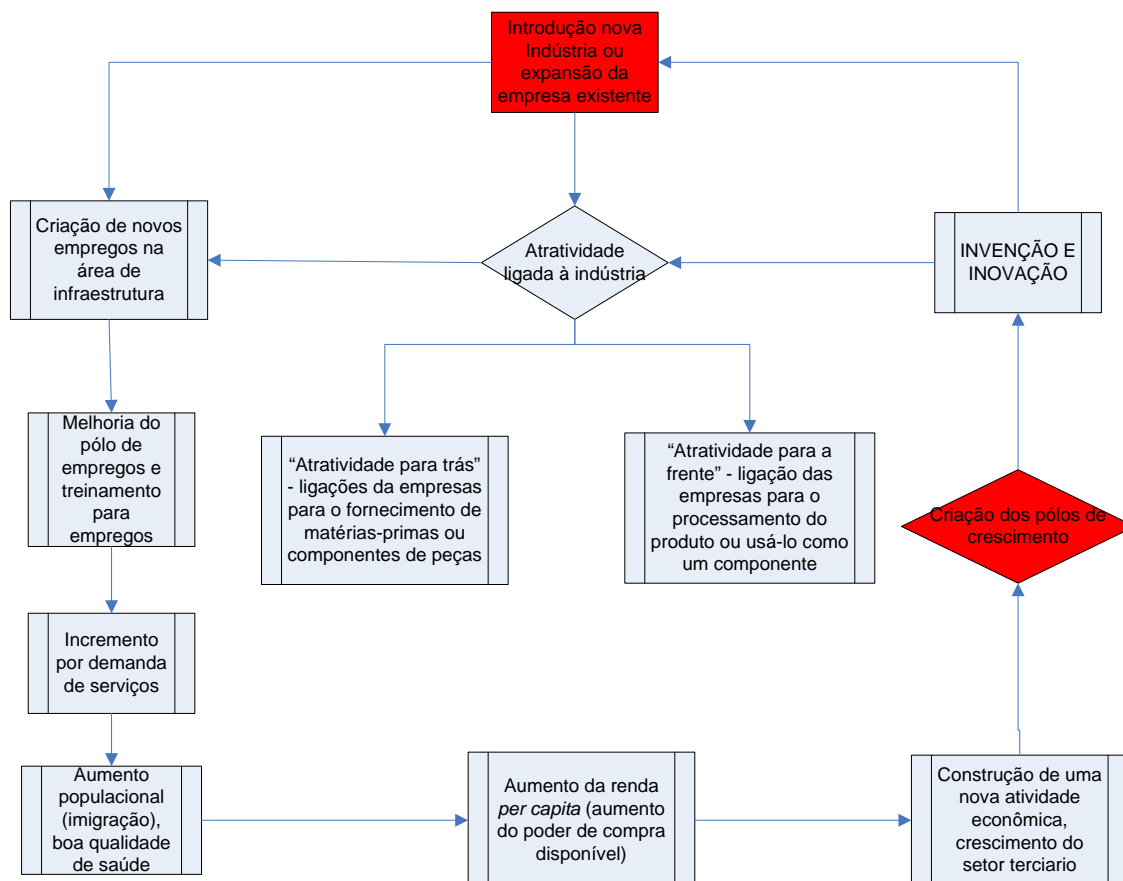 Introdução nova
Indústria ou
expansão da
empresa existente
Criação de novos
empregos na
área de
infraestrutura
Atratividade
ligada à indústria
INVENÇÃO E
INOVAÇÃO
Melhoria do
pólo de
empregos e
treinamento
para
empregos
“Atratividade para trás”
- ligações da empresas
para o fornecimento de
matérias-primas ou
componentes de peças
“Atratividade para a
frente” - ligação das
empresas para o
processamento do
produto ou usá-lo como
um componente
Criação dos pólos de
crescimento
Incremento
por demanda
de serviços
Aumento
populacional
(imigração),
boa qualidade
de saúde
Aumento da renda
per capita (aumento
do poder de compra
disponível)
Construção de uma
nova atividade
econômica,
crescimento do
setor terciario